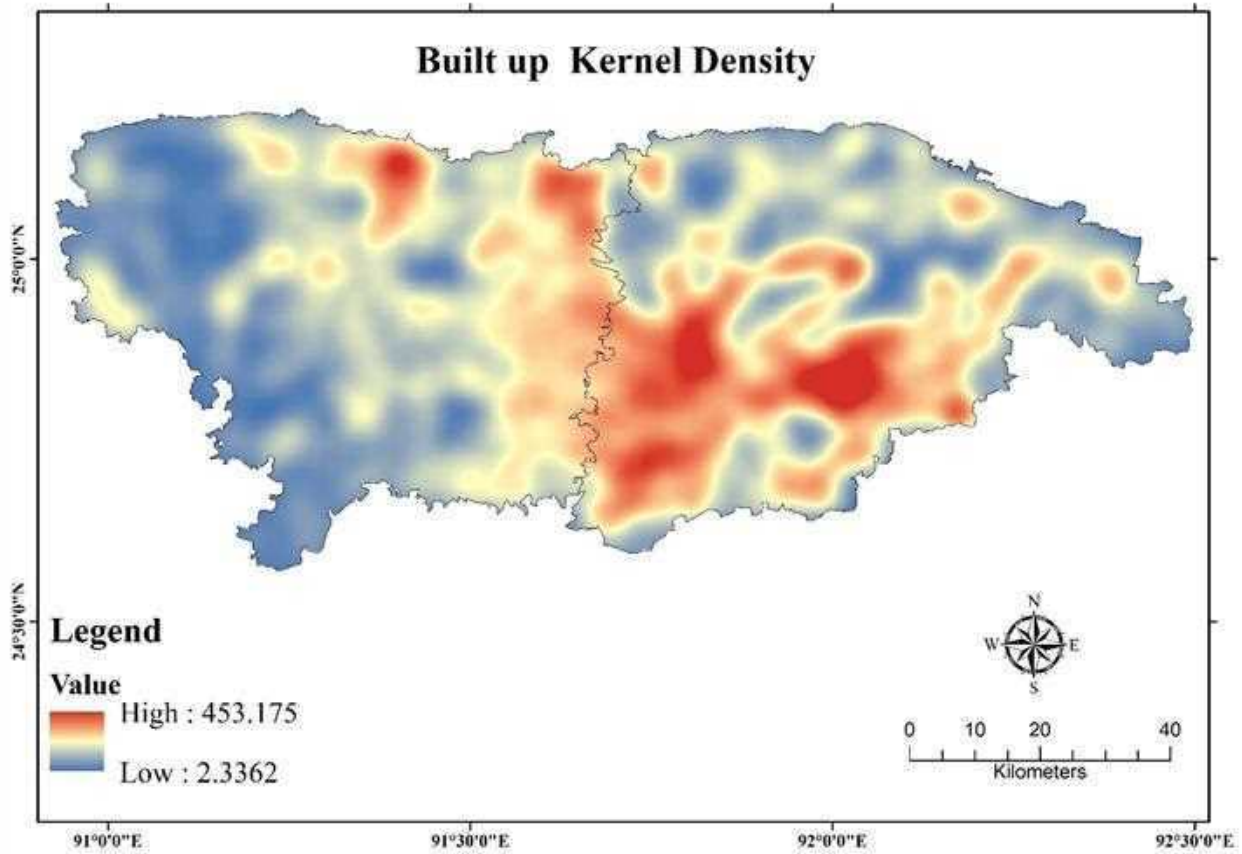 Built up Kernel Density
25°0'0"N
24°30'0"N
Legend
Value
High : 453.175
Low : 2.3362
N
W E
S
0 10 20 40
Kilometers
91°0'0"E 91°30'0"E 92°0'0"E 92°30'0"E